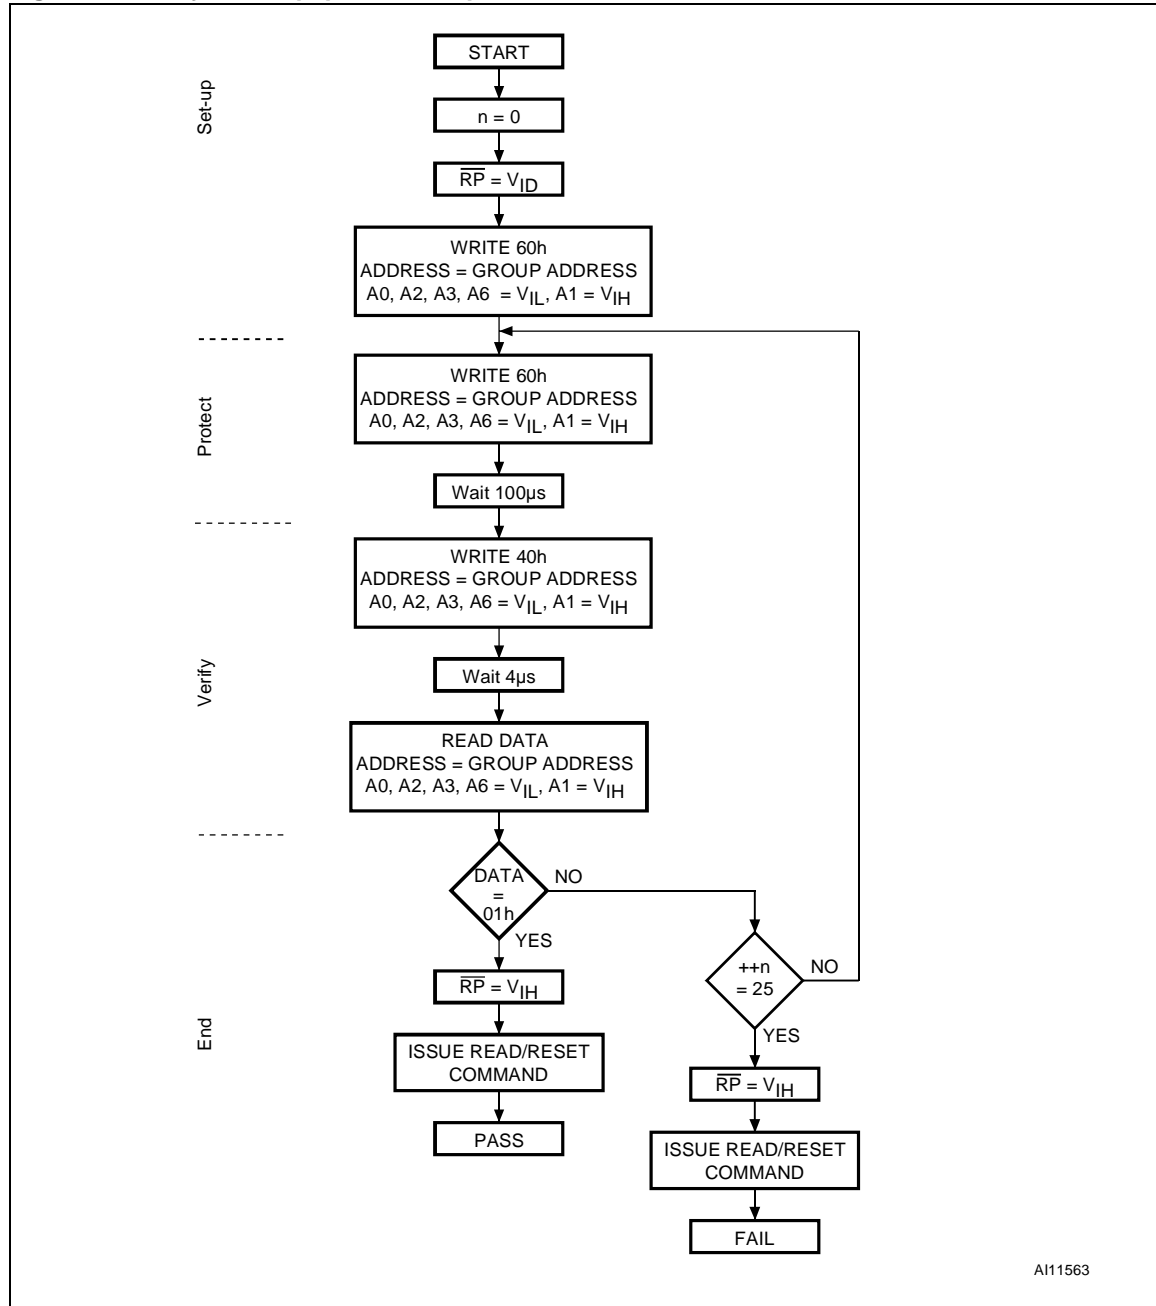 START
Set-up
n = 0
RP = VID
WRITE 60h
ADDRESS = GROUP ADDRESS
A0, A2, A3, A6 = VIL, A1 = VIH
WRITE 60h
ADDRESS = GROUP ADDRESS
A0, A2, A3, A6 = VIL, A1 = VIH
Protect
Wait 100µs
WRITE 40h
ADDRESS = GROUP ADDRESS
A0, A2, A3, A6 = VIL, A1 = VIH
Verify
Wait 4µs
READ DATA
ADDRESS = GROUP ADDRESS
A0, A2, A3, A6 = VIL, A1 = VIH
DATA
=
01h
NO
YES
++n
= 25
NO
YES
End
RP = VIH
ISSUE READ/RESET
COMMAND
PASS
RP = VIH
ISSUE READ/RESET
COMMAND
FAIL
AI11563